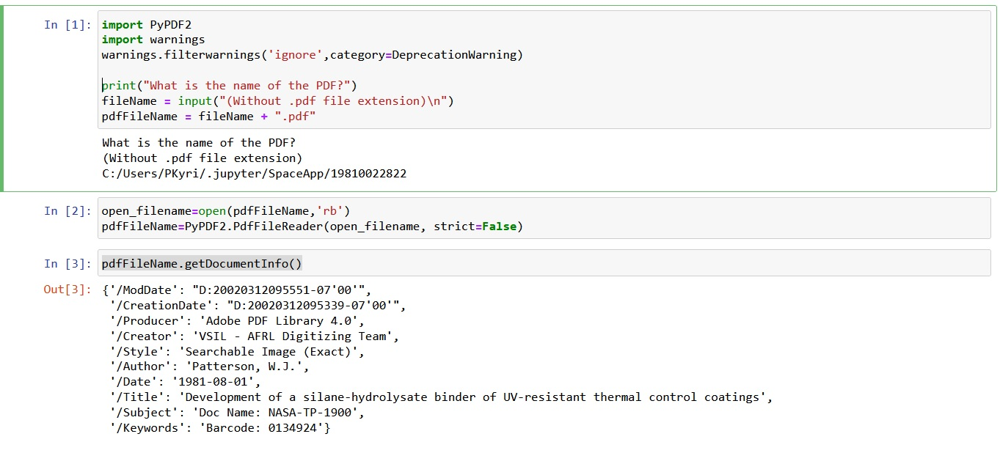 In [1]: import PyPDF2
import warnings
warnings.filterwarnings('ignore',category=DeprecationWarning)
print("What is the name of the PDF?")
fileName = input("(Without .pdf file extension)\n")
pdfFileName = fileName + ".pdf"
What is the name of the PDF?
(Without .pdf file extension)
C:/Users/PKyri/.jupyter/SpaceApp/19810022822
In [2]: open_filename=open(pdfFileName,'rb')
pdfFileName=PyPDF2.PdfFileReader(open_filename, strict=False)
In [3]: pdfFileName.getDocumentInfo()
Out[3]: {'/ModDate': "D:20020312095551-07'00'",
'/CreationDate': "D:20020312095339-07'00'",
'/Producer': 'Adobe PDF Library 4.0',
'/Creator': 'VSIL - AFRL Digitizing Team',
'/Style': 'Searchable Image (Exact)',
'/Author': 'Patterson, W.J.',
'/Date': '1981-08-01',
'/Title': 'Development of a silane-hydrolysate binder of UV-resistant thermal control coatings',
'/Subject': 'Doc Name: NASA-TP-1900',
'/Keywords': 'Barcode: 0134924'}